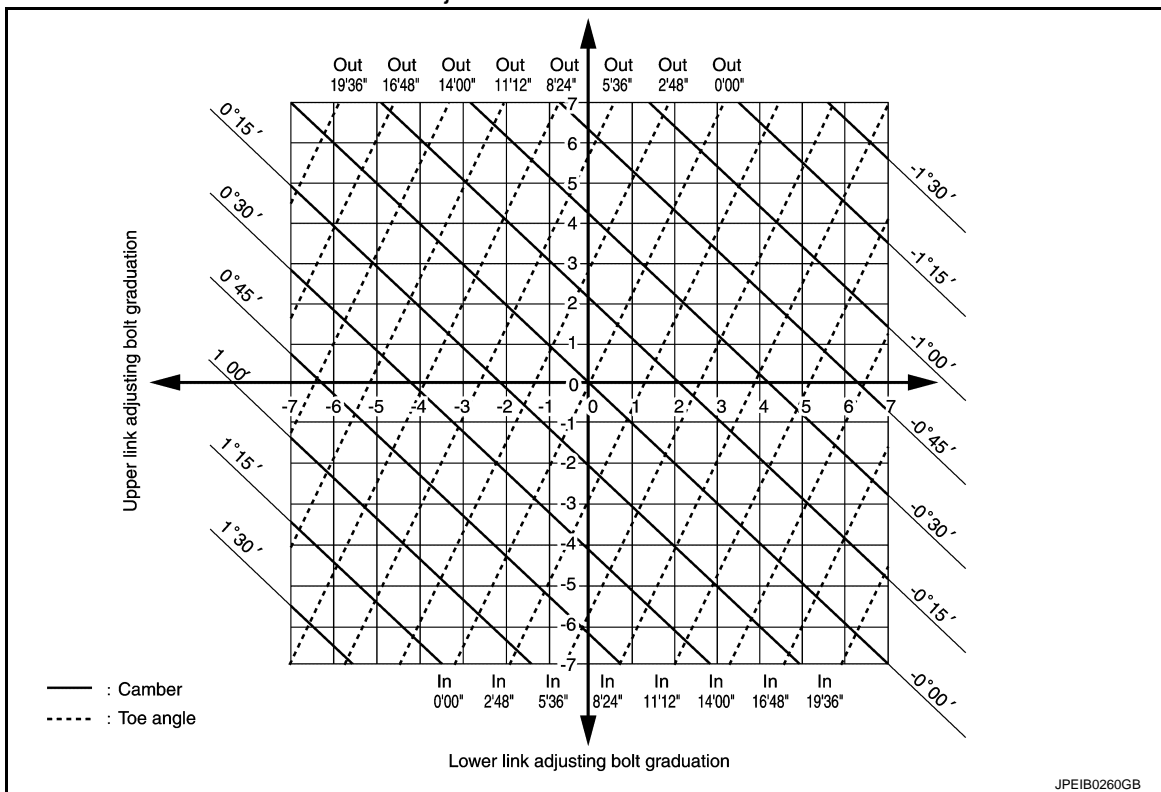 Out Out Out Out Out Out Out Out
19'36" 16'48" 14'00" 11'12" 8'24" 5'36" 2'48" 0'00"
0°15′
0°30′
0°45′
1 00′
1°15′
1°30′
-1°30′
-1°15′
-1°00′
-0°45′
-0°30′
-0°15′
-0°00′
7
6
5
4
3
2
1
0
-7 -6 -5 -4 -3 -2 -1 0 1 2 3 4 5 6 7
-1
-2
-3
-4
-5
-6
-7
Upper link adjusting bolt graduation
In In In In In In In In
0'00" 2'48" 5'36" 8'24" 11'12" 14'00" 16'48" 19'36"
: Camber
: Toe angle
Lower link adjusting bolt graduation
JPEIB0260GB